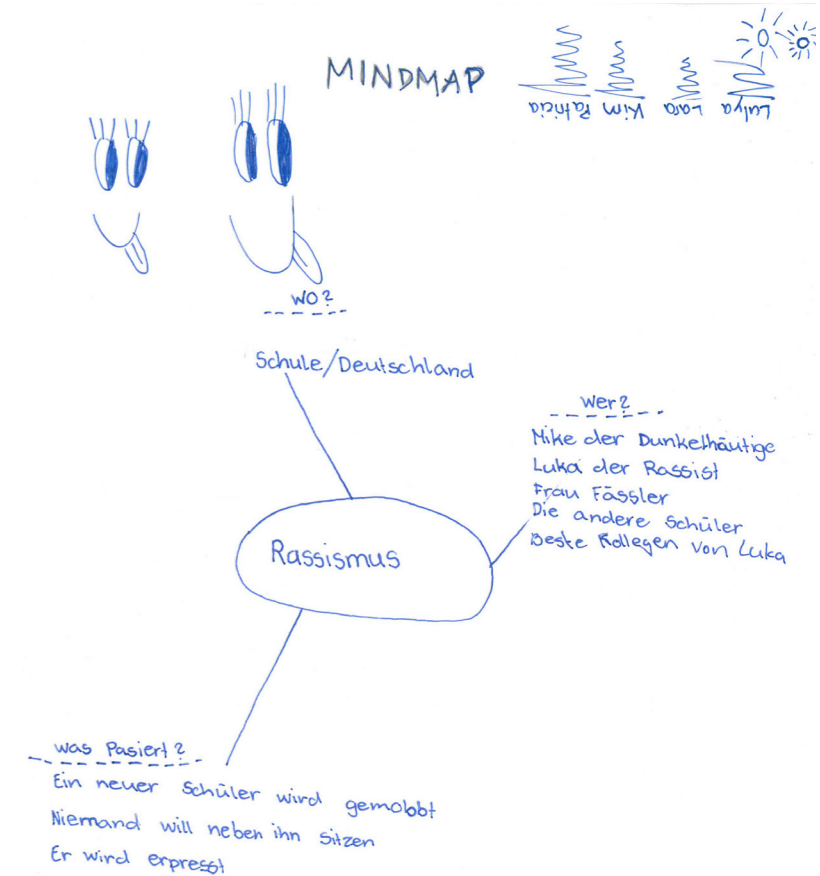 MINDMAP
Patricia Kim Lara Lulya
WO?
Schule/Deutschland
Wer?
Mike der Dunkelhäutige
Luka der Rassist
Frau Fässler
Die andere Schüler
Beste Kollegen von Luka
Rassismus
was Pasiert?
Ein neuer Schüler wird gemobbt
Niemand will neben ihn sitzen
Er wird erpresst